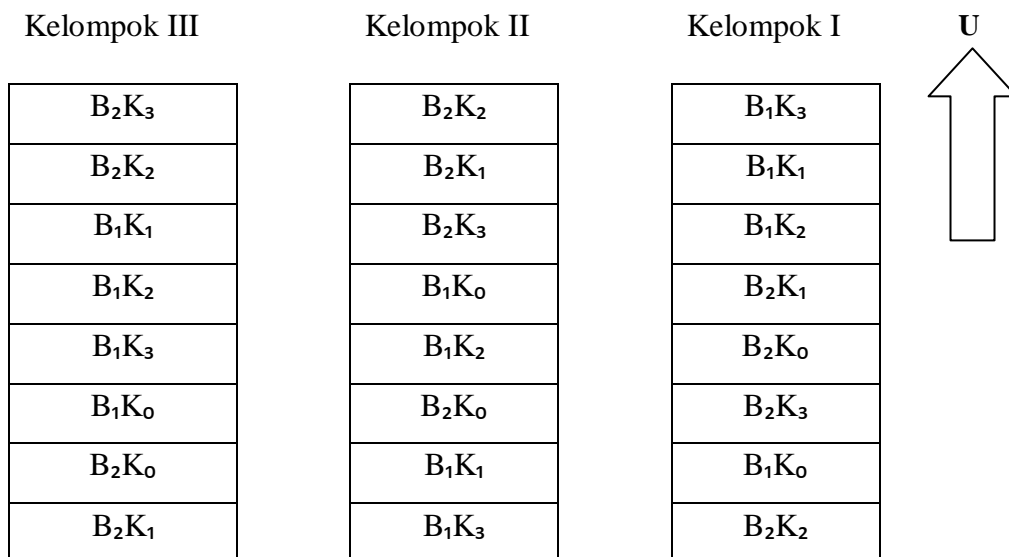 Kelompok III Kelompok II Kelompok I U
B₂K₃ B₂K₂ B₁K₃
B₂K₂ B₂K₁ B₁K₁
B₁K₁ B₂K₃ B₁K₂
B₁K₂ B₁K₀ B₂K₁
B₁K₃ B₁K₂ B₂K₀
B₁K₀ B₂K₀ B₂K₃
B₂K₀ B₁K₁ B₁K₀
B₂K₁ B₁K₃ B₂K₂